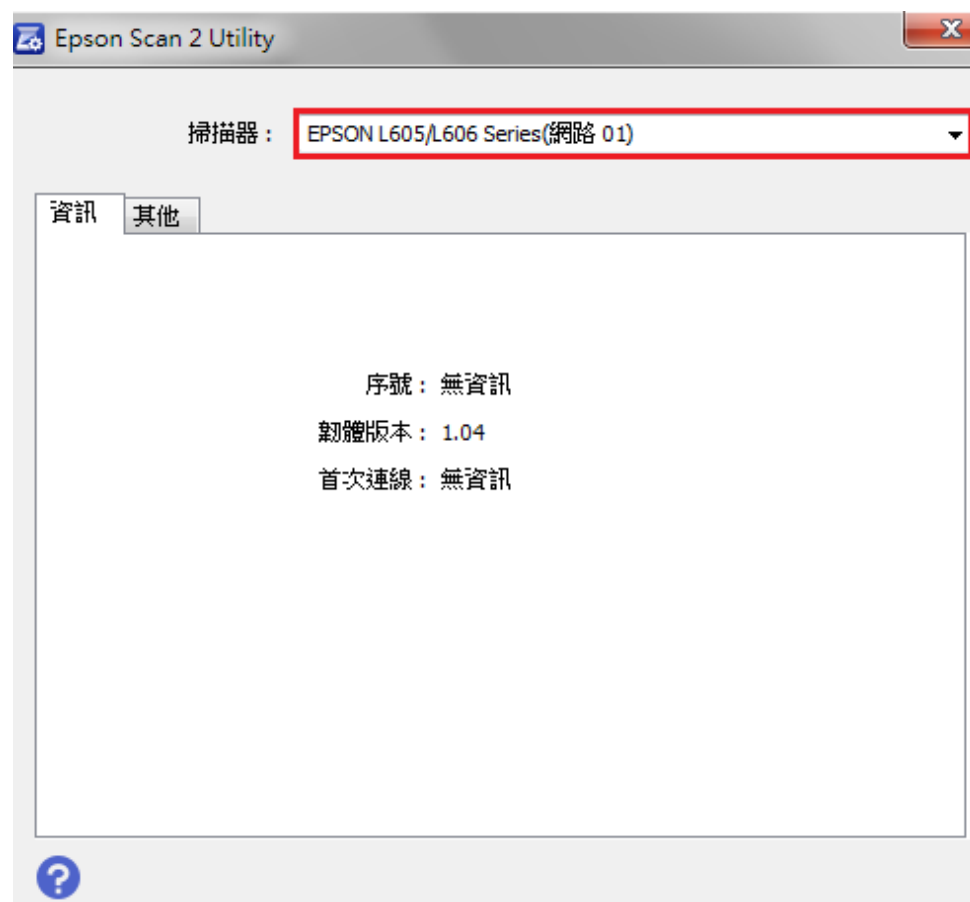 Epson Scan 2 Utility
掃描器： EPSON L605/L606 Series(網路 01)
資訊 其他
序號： 無資訊
韌體版本： 1.04
首次連線： 無資訊
?